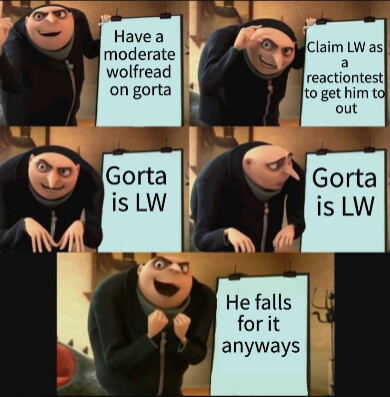 Have a
moderate
wolfread
on gorta
Claim LW as
a
reactiontest
to get him to
out
Gorta
is LW
Gorta
is LW
He falls
for it
anyways